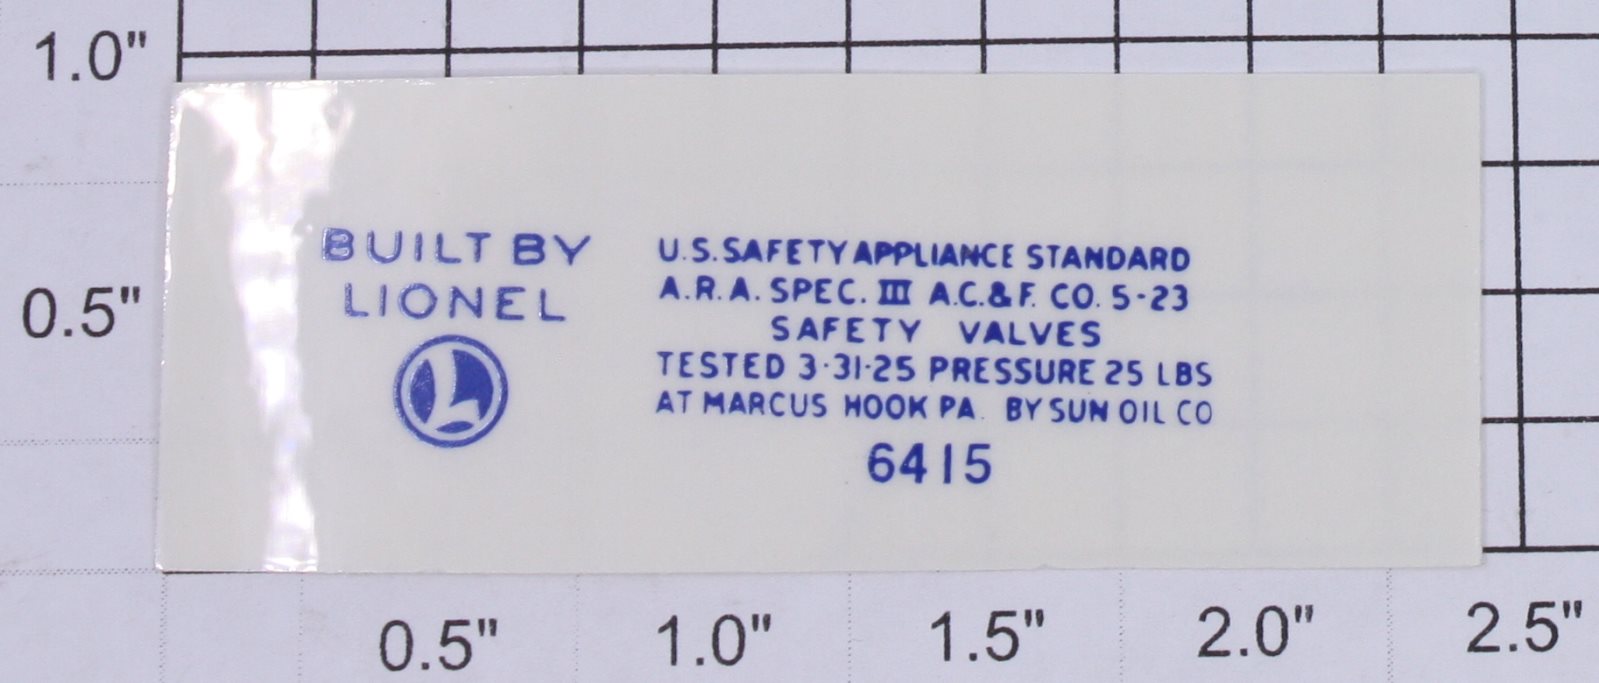 1.0"
0.5"
BUILT BY
LIONEL
L
U.S. SAFETY APPLIANCE STANDARD
A.R.A. SPEC. III A.C.&F. CO. 5-23
SAFETY VALVES
TESTED 3·31·25 PRESSURE 25 LBS
AT MARCUS HOOK PA. BY SUN OIL CO
6415
0.5" 1.0" 1.5" 2.0" 2.5"